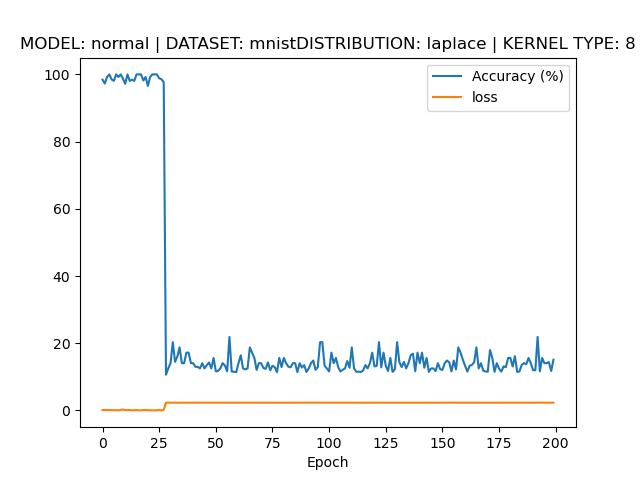 MODEL: normal | DATASET: mnistDISTRIBUTION: laplace | KERNEL TYPE: 8
Accuracy (%)
loss
100
80
60
40
20
0
0 25 50 75 100 125 150 175 200
Epoch